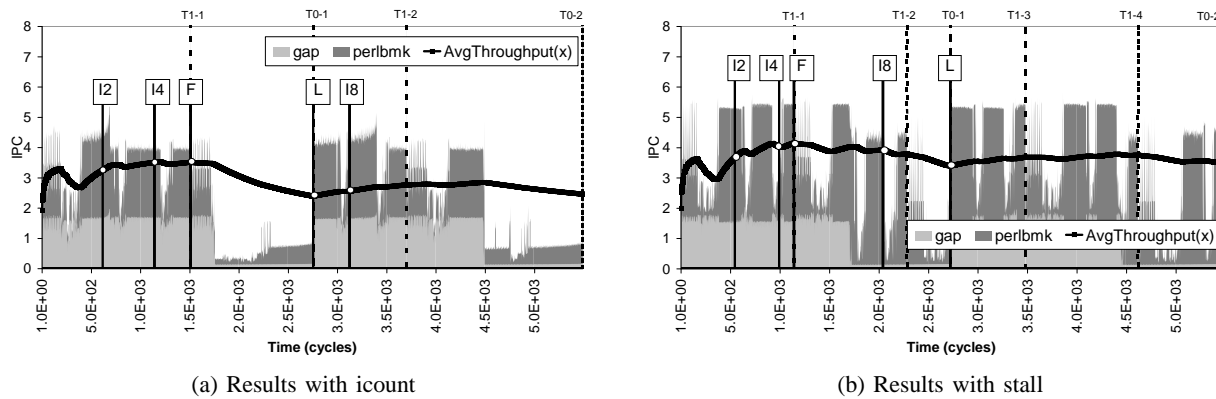 T1-1 T0-1 T1-2 T0-2
8
7
6
5
4
3
2
1
0
IPC
gap perlbmk AvgThroughput(x)
I2 I4 F L I8
1.0E+00 5.0E+02 1.0E+03 1.5E+03 2.0E+03 2.5E+03 3.0E+03 3.5E+03 4.0E+03 4.5E+03 5.0E+03
Time (cycles)
(a) Results with icount
T1-1 T1-2 T0-1 T1-3 T1-4 T0-2
8
7
6
5
4
3
2
1
0
IPC
I2 I4 F I8 L
gap perlbmk AvgThroughput(x)
1.0E+00 5.0E+02 1.0E+03 1.5E+03 2.0E+03 2.5E+03 3.0E+03 3.5E+03 4.0E+03 4.5E+03 5.0E+03
Time (cycles)
(b) Results with stall